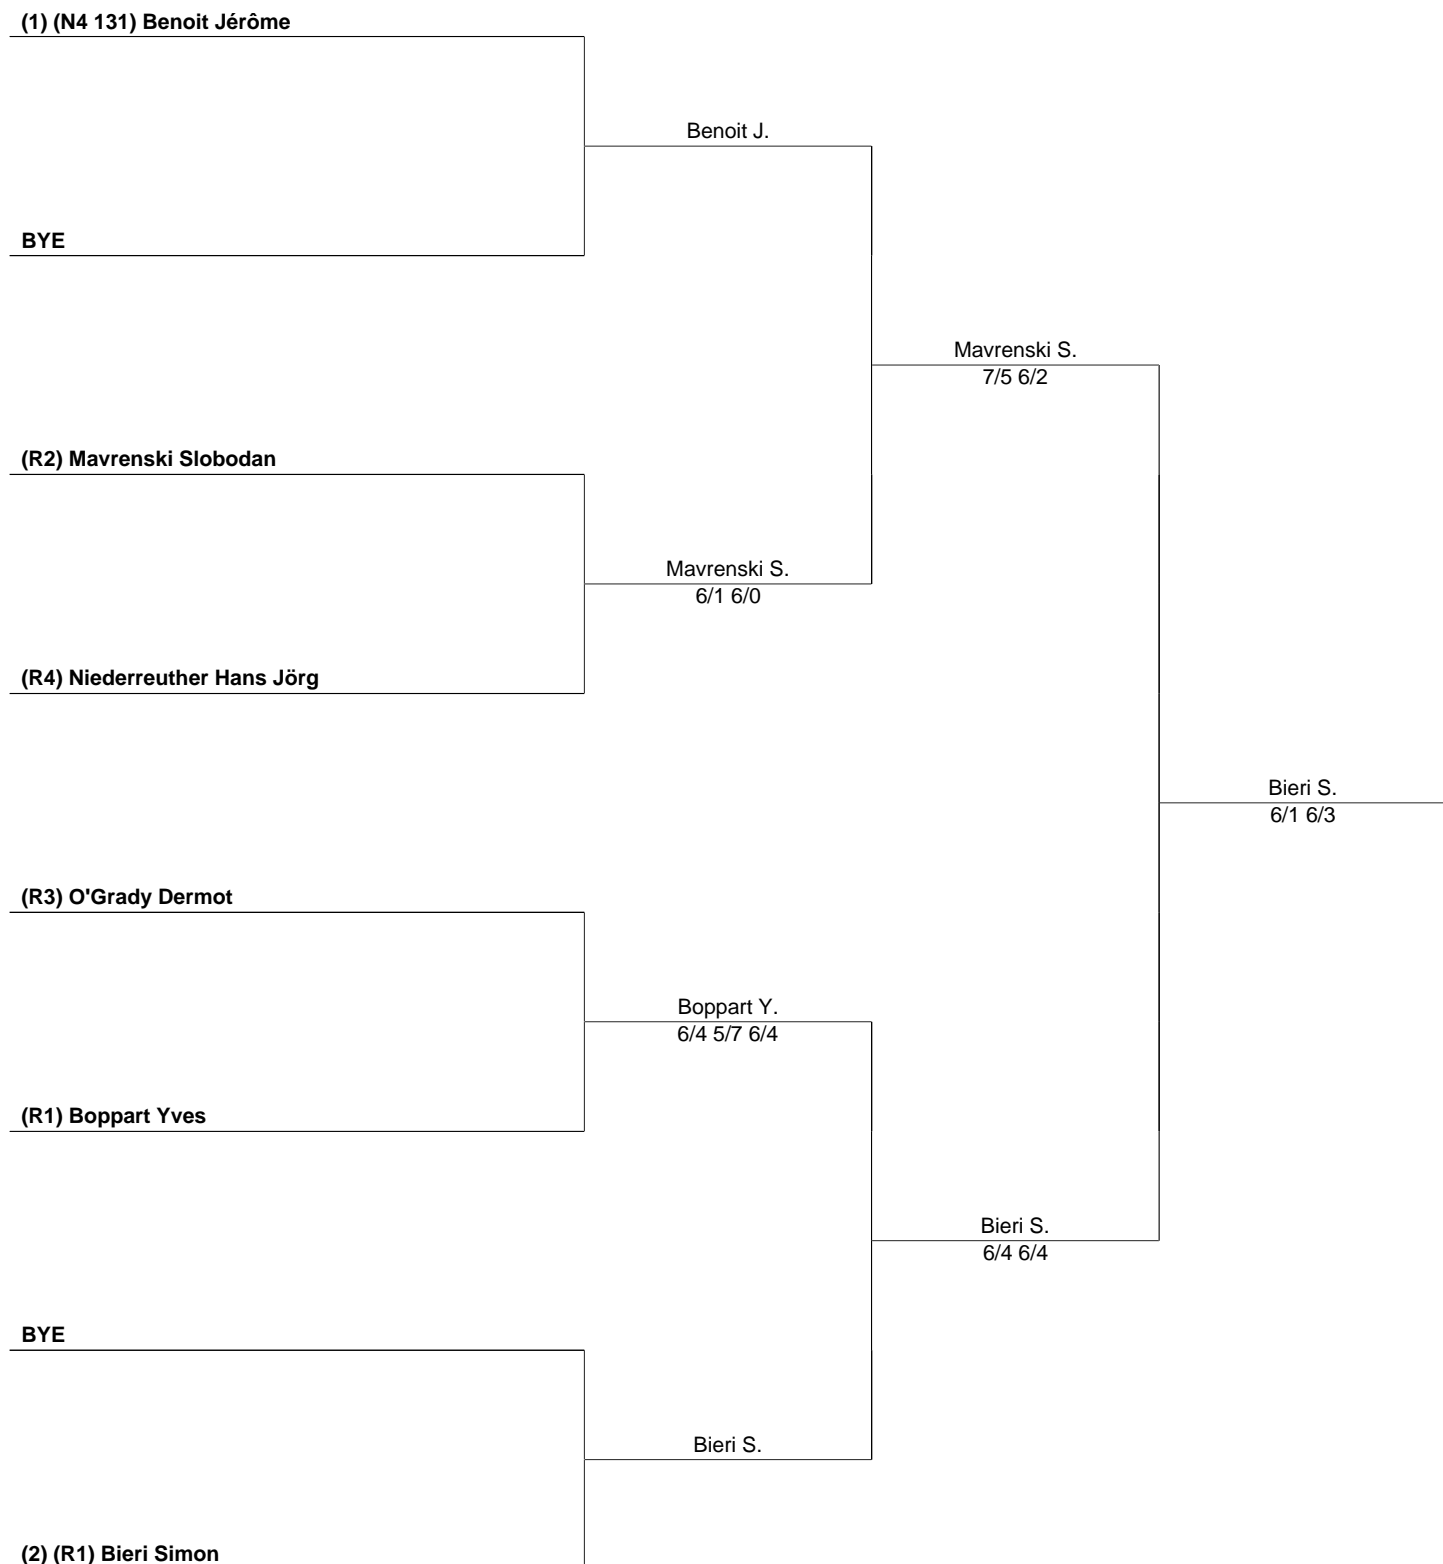 (1) (N4 131) Benoit Jérôme
Benoit J.
BYE
Mavrenski S.
7/5 6/2
(R2) Mavrenski Slobodan
Mavrenski S.
6/1 6/0
(R4) Niederreuther Hans Jörg
Bieri S.
6/1 6/3
(R3) O'Grady Dermot
Boppart Y.
6/4 5/7 6/4
(R1) Boppart Yves
Bieri S.
6/4 6/4
BYE
Bieri S.
(2) (R1) Bieri Simon